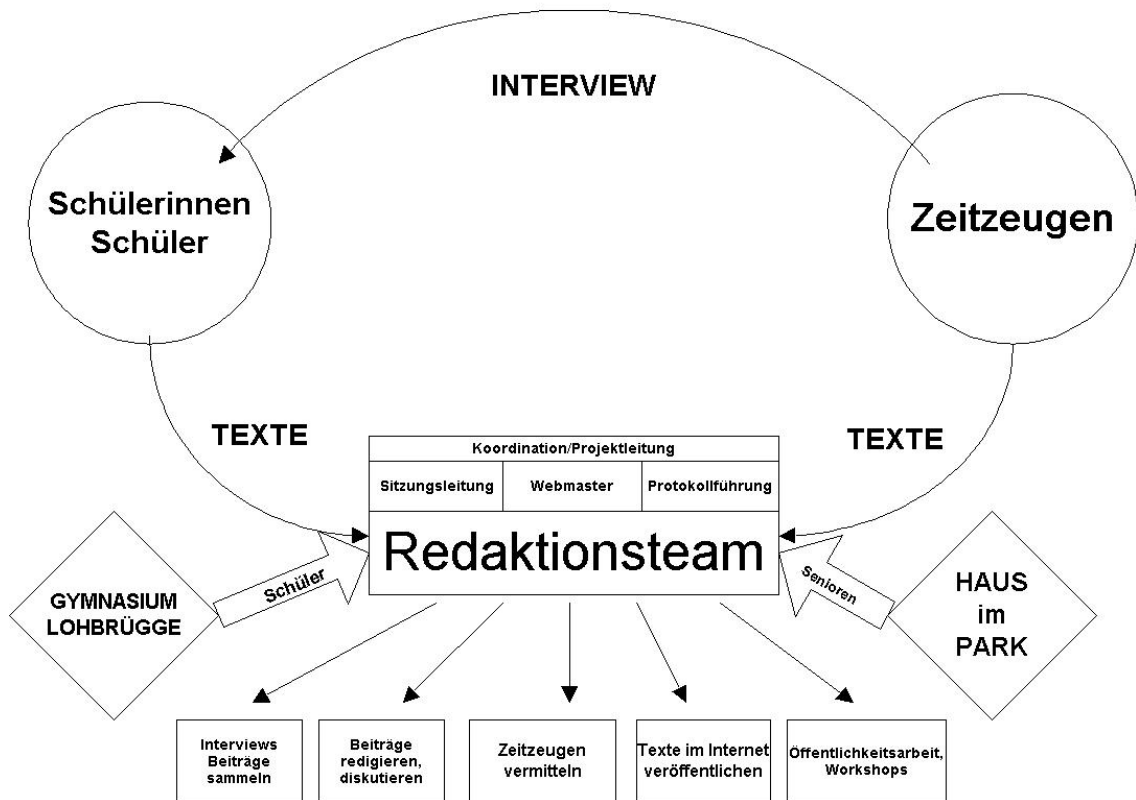 INTERVIEW
Schülerinnen
Schüler
Zeitzeugen
TEXTE
TEXTE
Koordination/Projektleitung
Sitzungsleitung
Webmaster
Protokollführung
Redaktionsteam
Schüler
Senioren
GYMNASIUM
LOHBRÜGGE
HAUS
im
PARK
Interviews
Beiträge
sammeln
Beiträge
redigieren,
diskutieren
Zeitzeugen
vermitteln
Texte im Internet
veröffentlichen
Öffentlichkeitsarbeit,
Workshops